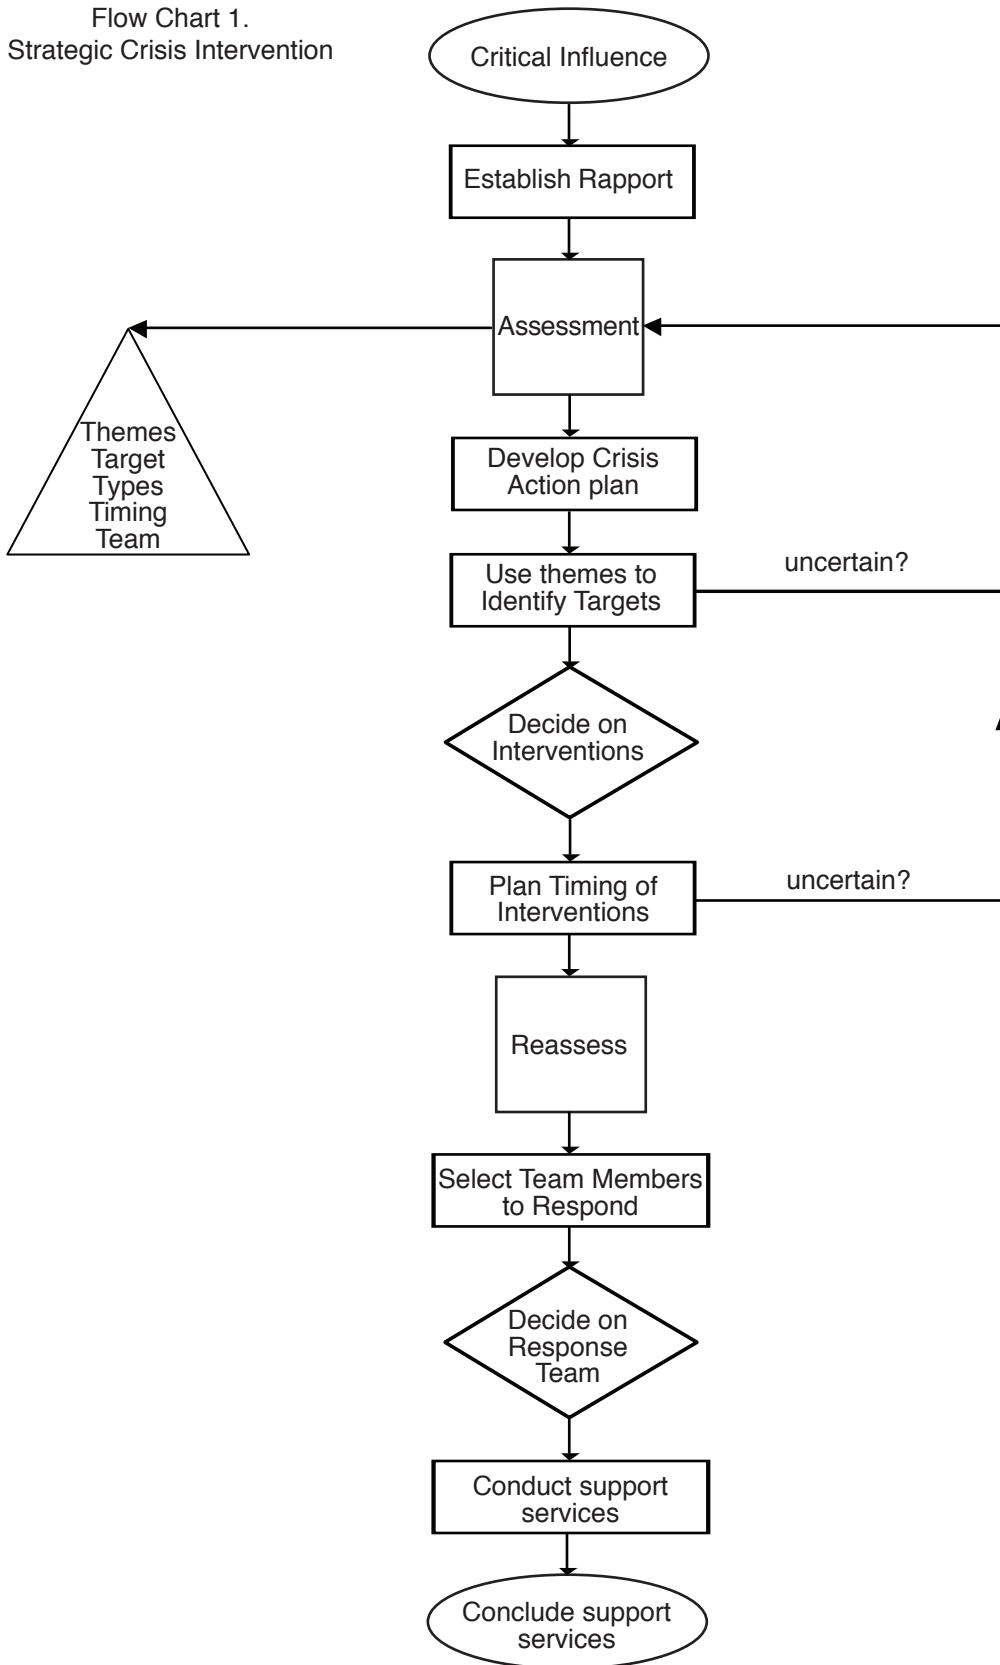 Flow Chart 1.
Strategic Crisis Intervention
Critical Influence
Establish Rapport
Assessment
Themes
Target
Types
Timing
Team
Develop Crisis
Action plan
Use themes to
Identify Targets
uncertain?
Decide on
Interventions
Plan Timing of
Interventions
uncertain?
Reassess
Select Team Members
to Respond
Decide on
Response
Team
Conduct support
services
Conclude support
services